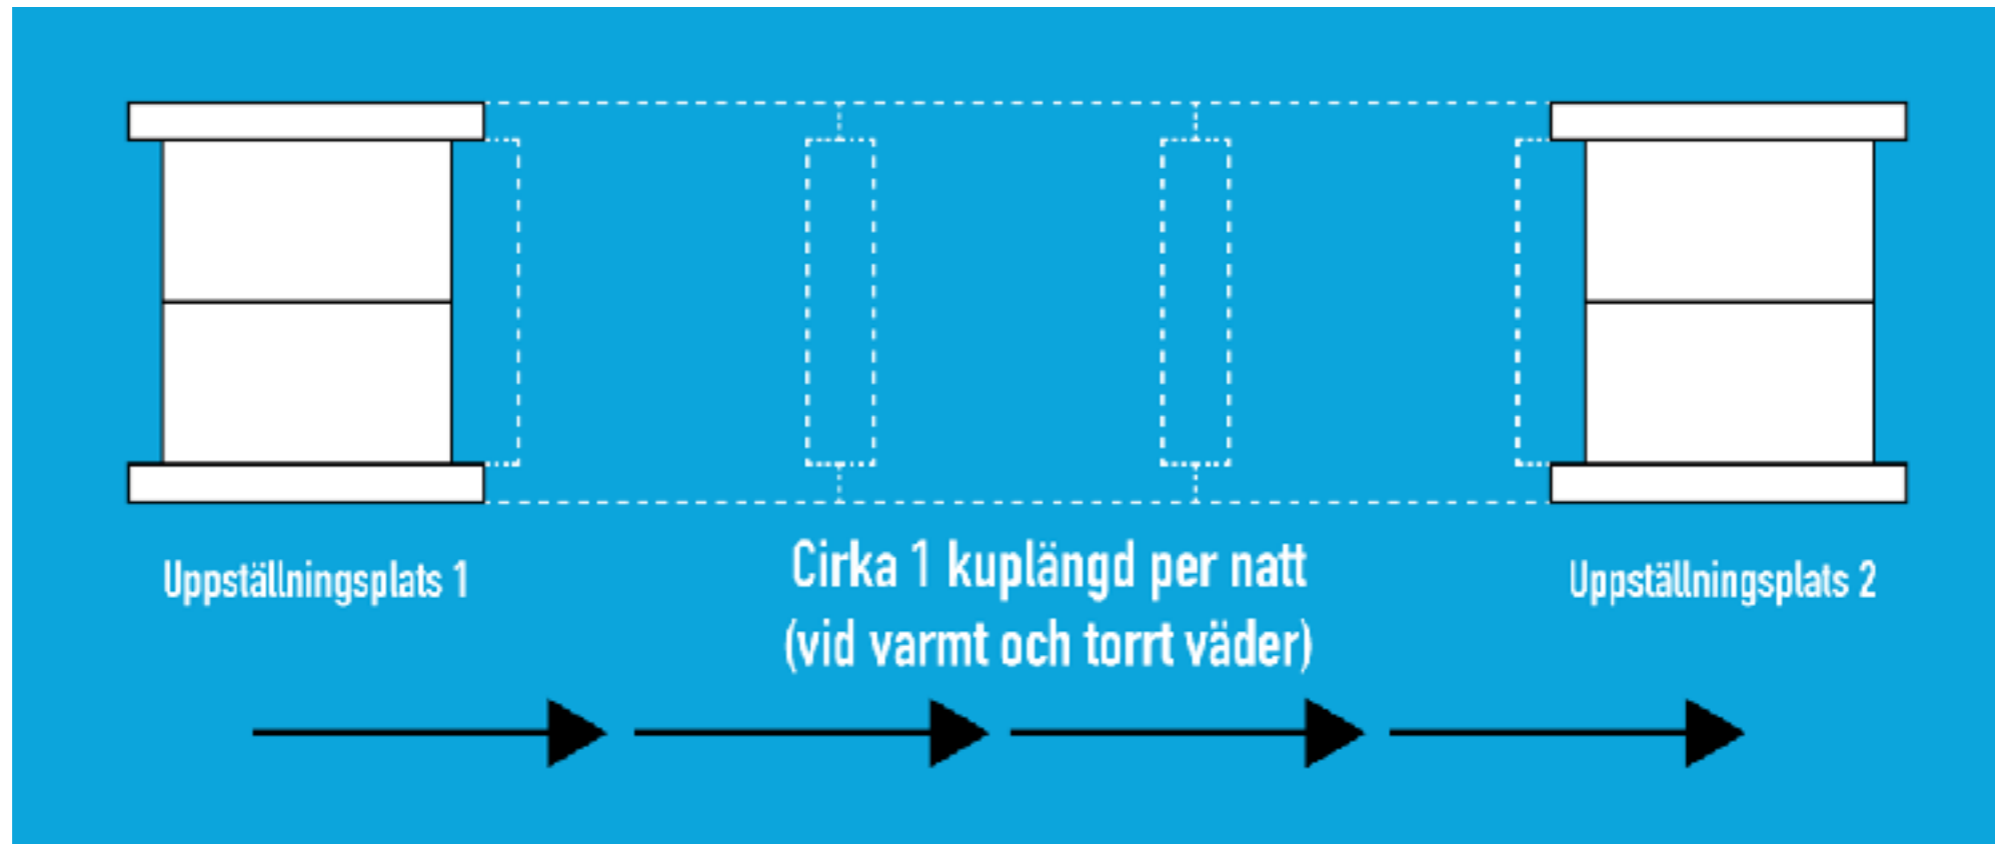 Uppställningsplats 1
Cirka 1 kuplängd per natt
(vid varmt och torrt väder)
Uppställningsplats 2